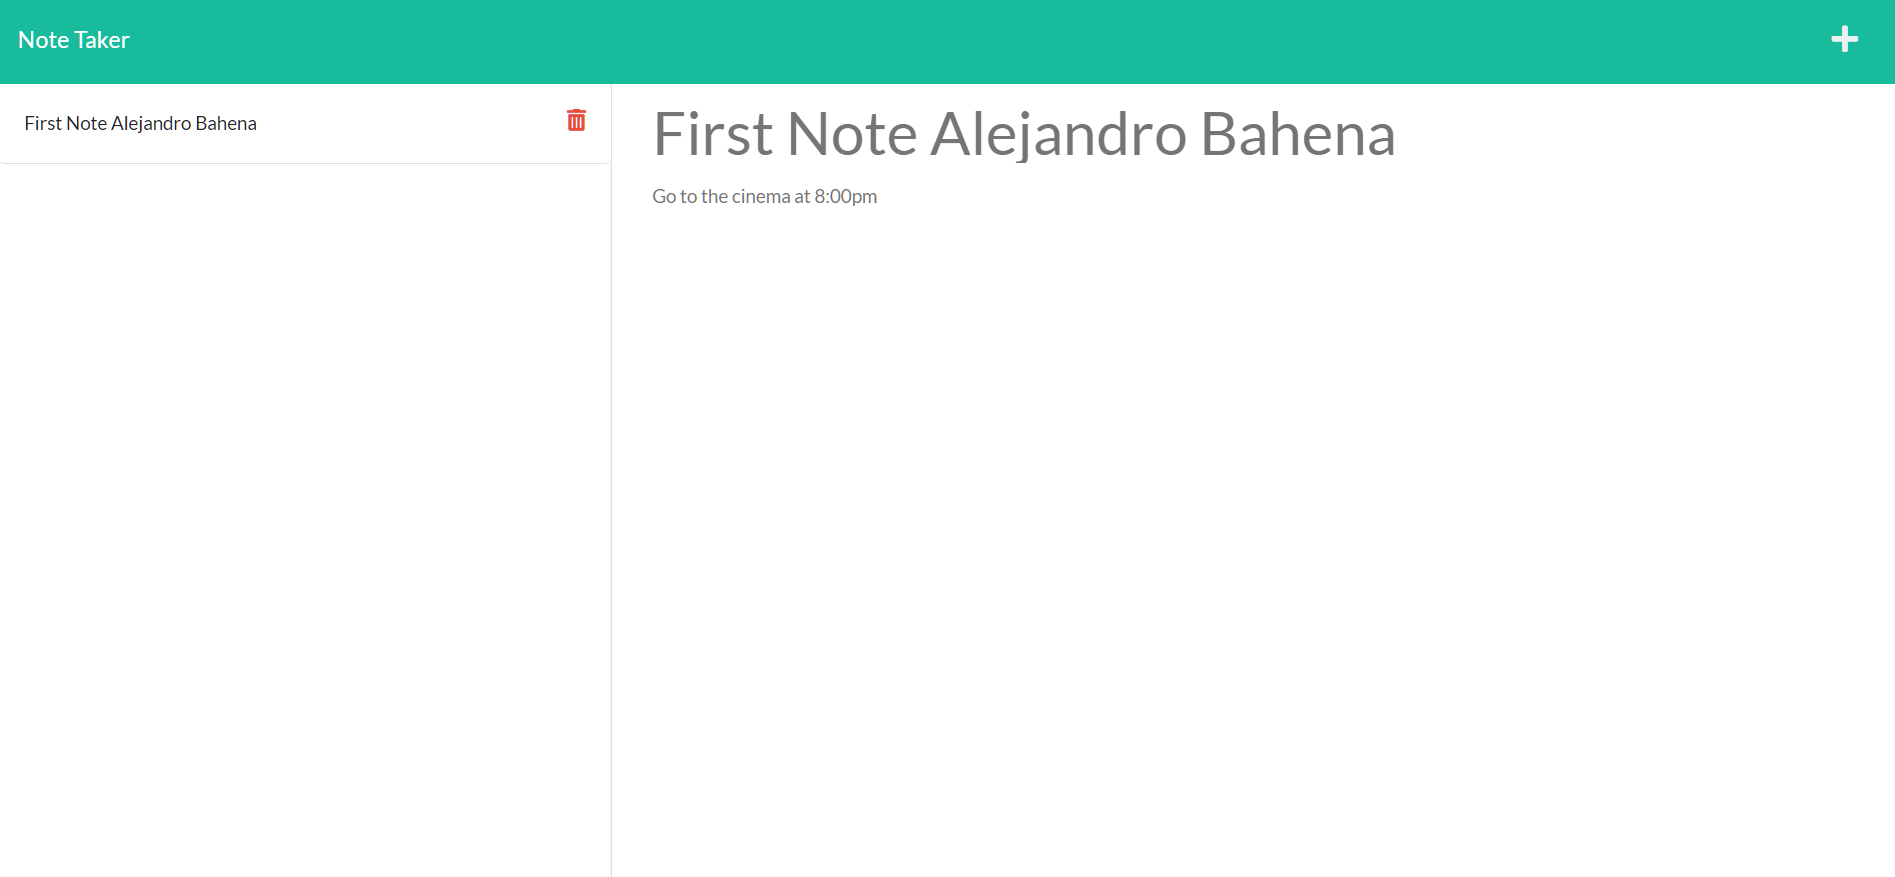 Note Taker
First Note Alejandro Bahena
First Note Alejandro Bahena
Go to the cinema at 8:00pm